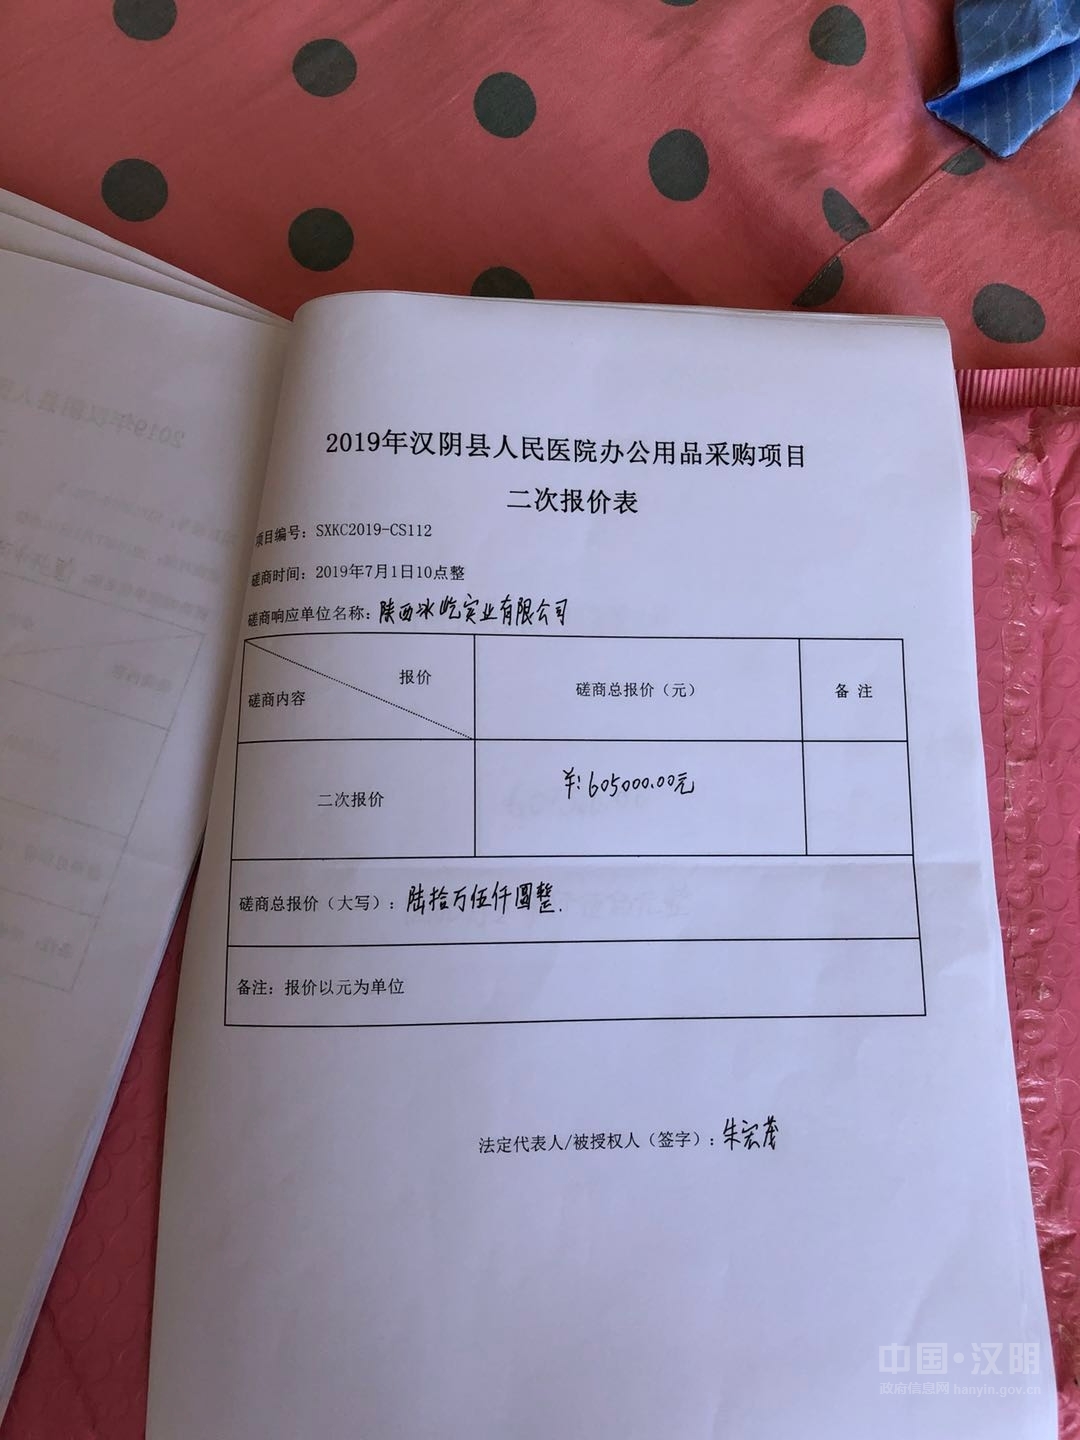 2019年汉阴县人民医院办公用品采购项目
二次报价表
项目编号：SXKC2019-CS112
磋商时间：2019年7月1日10点整
磋商响应单位名称：陕西冰屹实业有限公司
报价
磋商内容
磋商总报价（元）
备 注
二次报价
￥：605000.00元
磋商总报价（大写）：陆拾万伍仟圆整.
备注：报价以元为单位
法定代表人/被授权人（签字）：朱宏茂
中国·汉阴
政府信息网 hanyin.gov.cn